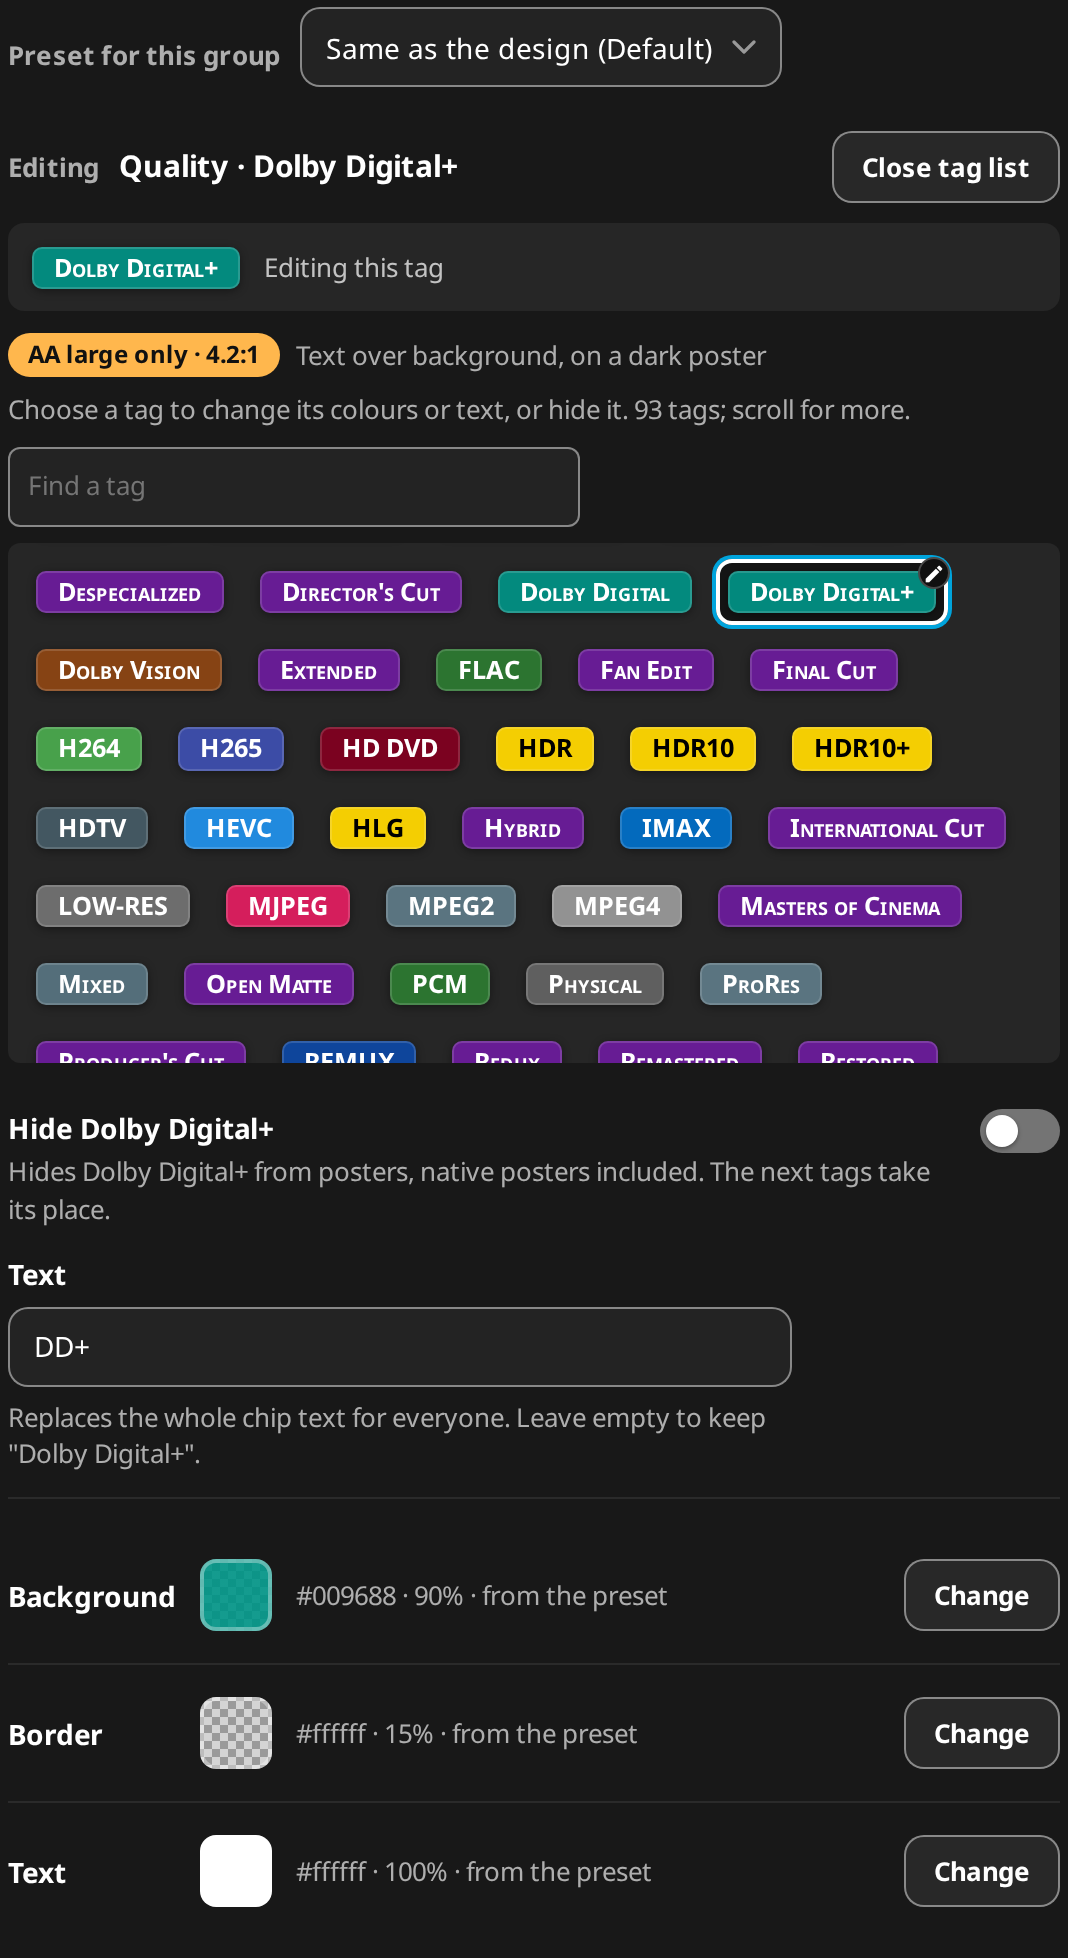 Preset for this group Same as the design (Default)
Editing Quality · Dolby Digital+ Close tag list
Dolby Digital+ Editing this tag
AA large only · 4.2:1 Text over background, on a dark poster
Choose a tag to change its colours or text, or hide it. 93 tags; scroll for more.
Find a tag
Despecialized Director's Cut Dolby Digital Dolby Digital+
Dolby Vision Extended FLAC Fan Edit Final Cut
H264 H265 HD DVD HDR HDR10 HDR10+
HDTV HEVC HLG Hybrid IMAX International Cut
LOW-RES MJPEG MPEG2 MPEG4 Masters of Cinema
Mixed Open Matte PCM Physical ProRes
Producer's Cut REMUX Redux Remastered Restored
Hide Dolby Digital+
Hides Dolby Digital+ from posters, native posters included. The next tags take
its place.
Text
DD+
Replaces the whole chip text for everyone. Leave empty to keep
"Dolby Digital+".
Background #009688 · 90% · from the preset Change
Border #ffffff · 15% · from the preset Change
Text #ffffff · 100% · from the preset Change